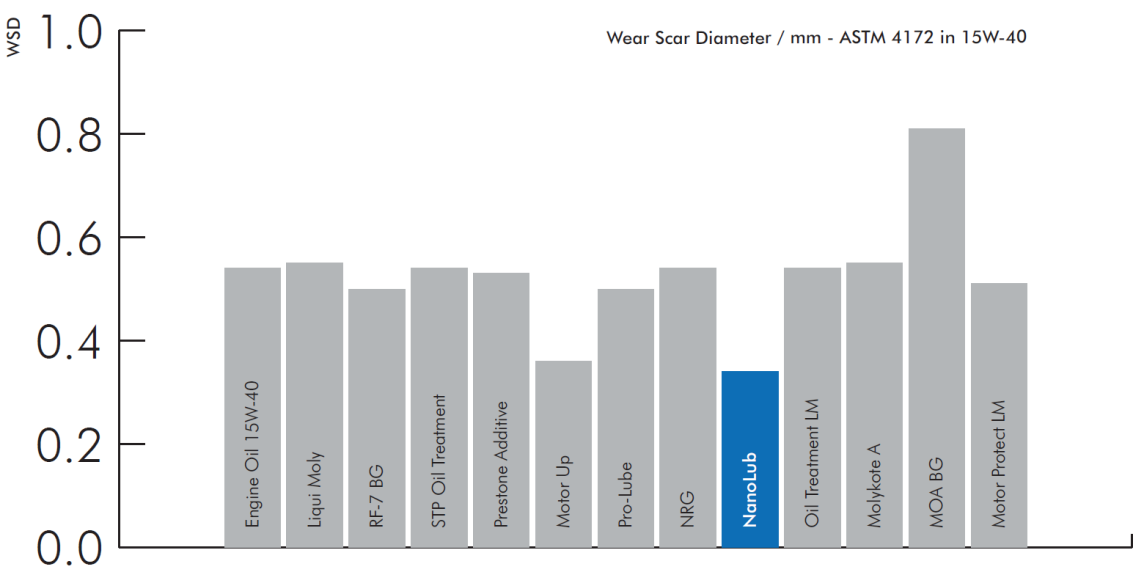 WSD
1.0
Wear Scar Diameter / mm - ASTM 4172 in 15W-40
0.8
0.6
0.4
0.2
0.0
Engine Oil 15W-40
Liqui Moly
RF-7 BG
STP Oil Treatment
Prestone Additive
Motor Up
Pro-Lube
NRG
NanoLub
Oil Treatment LM
Molykote A
MOA BG
Motor Protect LM